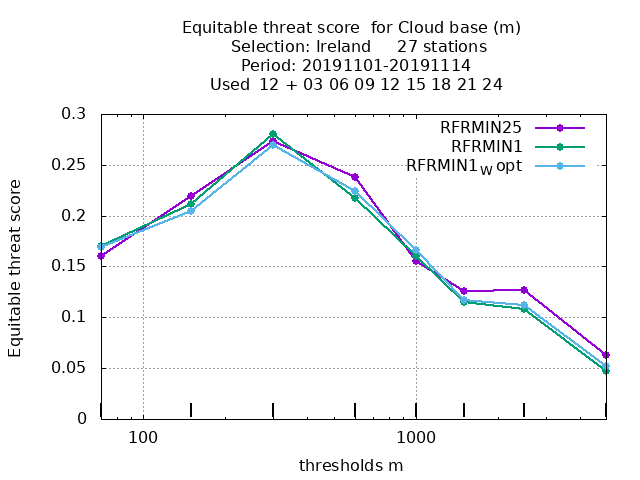 Equitable threat score  for Cloud base (m)
Selection: Ireland     27 stations
Period: 20191101-20191114
Used  12 + 03 06 09 12 15 18 21 24
RFRMIN25
RFRMIN1
RFRMIN1W opt
0.3
0.25
0.2
0.15
0.1
0.05
0
Equitable threat score
100
1000
thresholds m